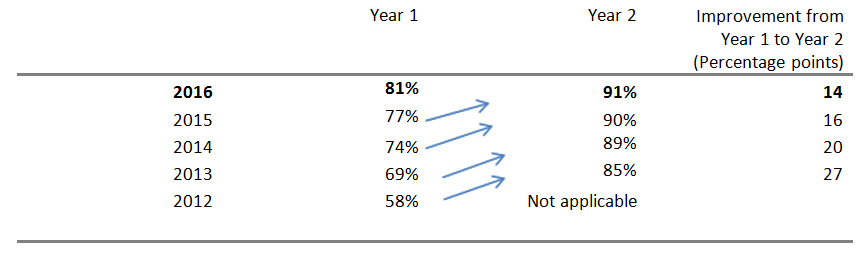 Year 1 Year 2 Improvement from
Year 1 to Year 2
(Percentage points)
2016 81% 91% 14
2015 77% 90% 16
2014 74% 89% 20
2013 69% 85% 27
2012 58% Not applicable